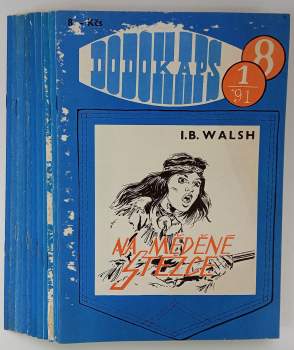 8,- Kčs
DODOKAPS
8
1
'91
I.B. WALSH
NA MĚDĚNÉ
STEZCE